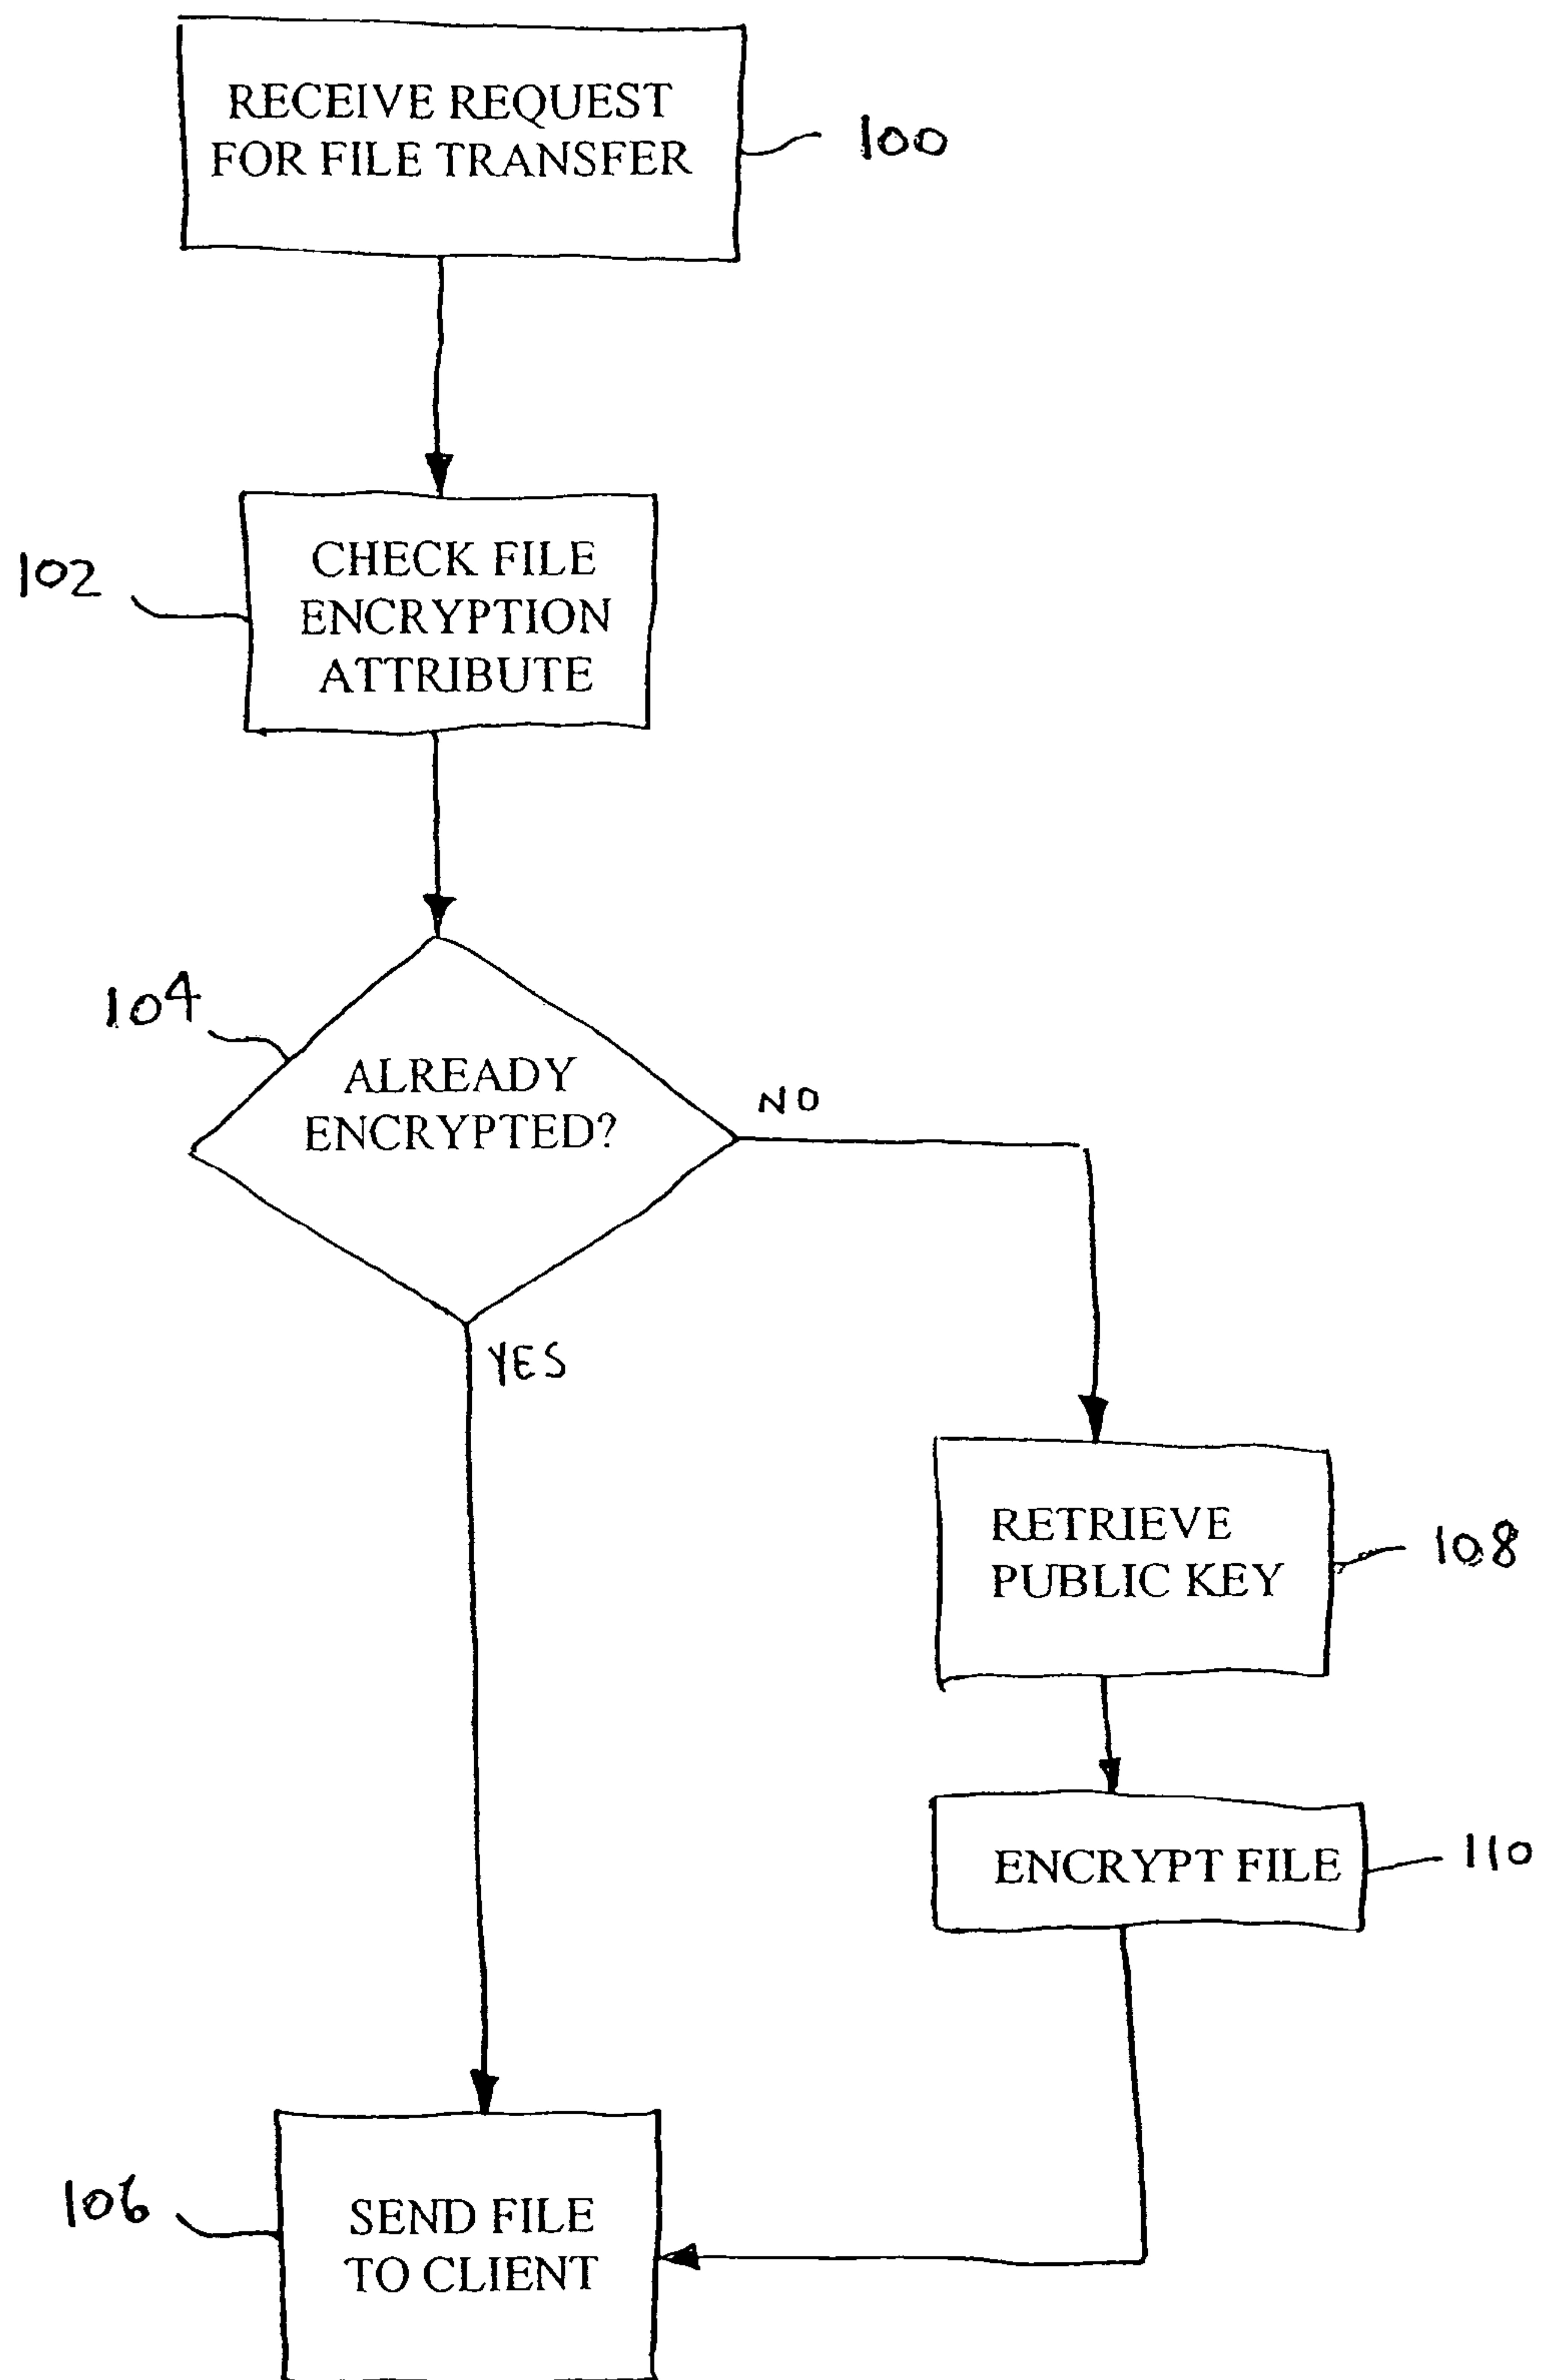 RECEIVE REQUEST
FOR FILE TRANSFER
100
102
CHECK FILE
ENCRYPTION
ATTRIBUTE
104
ALREADY
ENCRYPTED?
NO
YES
RETRIEVE
PUBLIC KEY
108
ENCRYPT FILE
110
106
SEND FILE
TO CLIENT